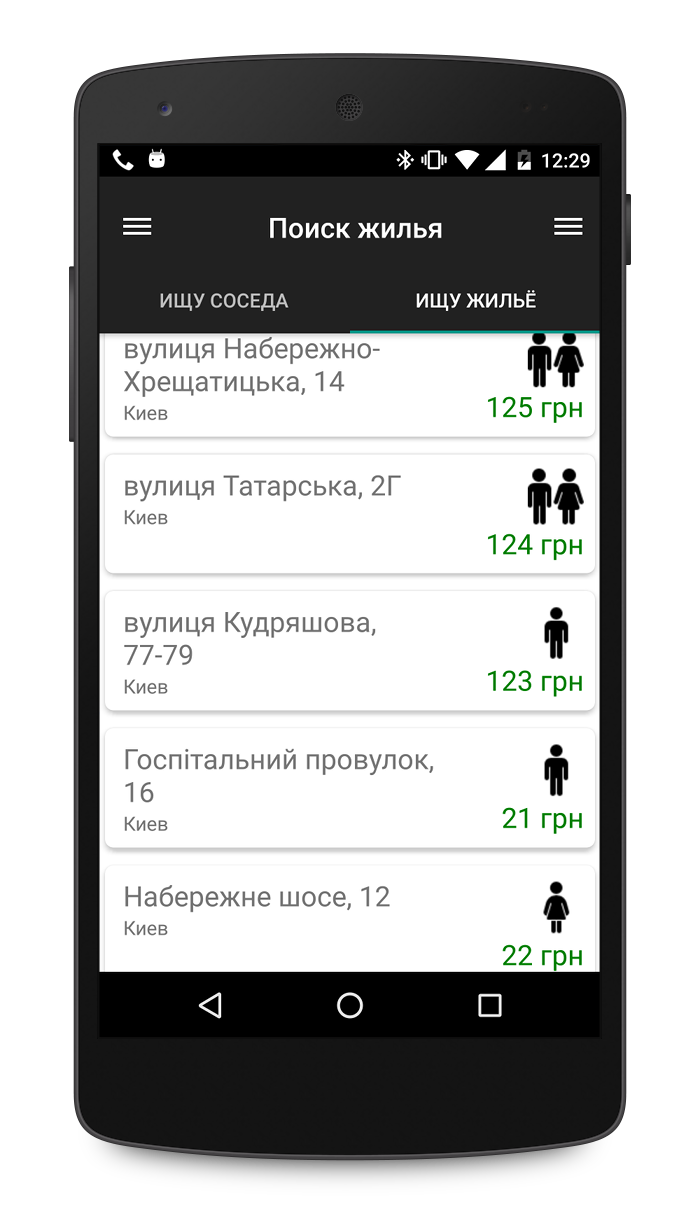 12:29
Поиск жилья
ИЩУ СОСЕДА
ИЩУ ЖИЛЬЁ
вулиця Набережно-
Хрещатицька, 14
Киев
125 грн
вулиця Татарська, 2Г
Киев
124 грн
вулиця Кудряшова,
77-79
Киев
123 грн
Госпітальний провулок,
16
Киев
21 грн
Набережне шосе, 12
Киев
22 грн